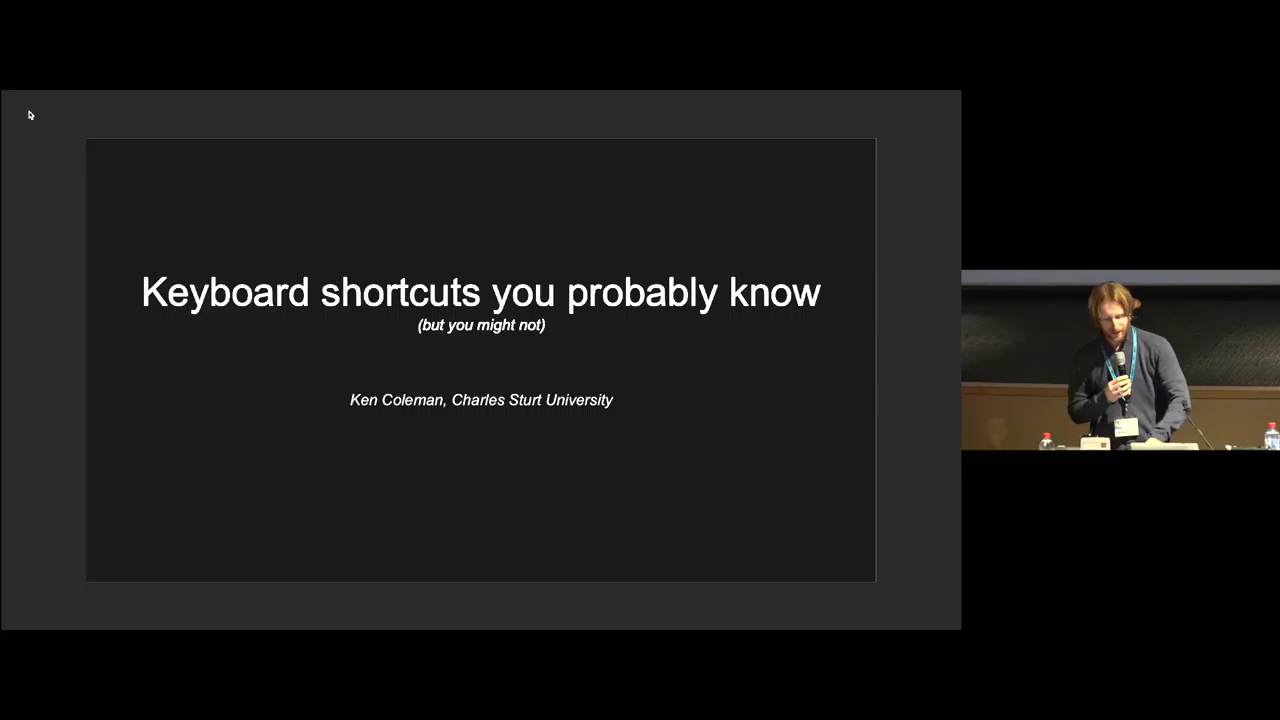 Keyboard shortcuts you probably know
(but you might not)
Ken Coleman, Charles Sturt University